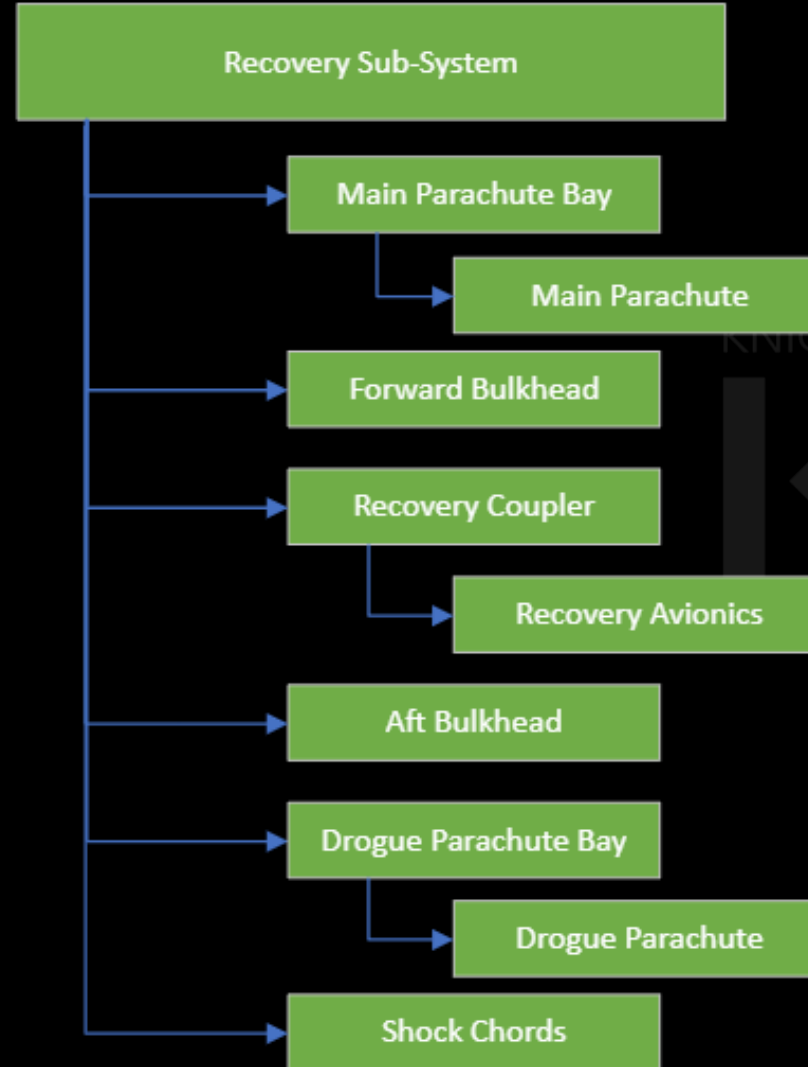 Recovery Sub-System
Main Parachute Bay
Main Parachute
Forward Bulkhead
Recovery Coupler
Recovery Avionics
Aft Bulkhead
Drogue Parachute Bay
Drogue Parachute
Shock Chords